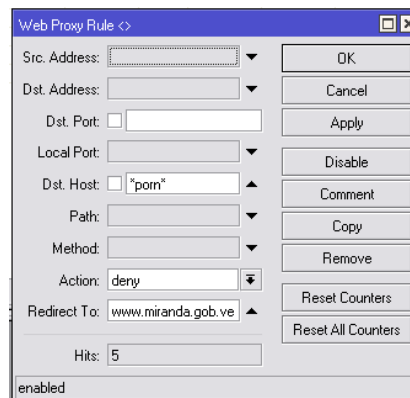 Web Proxy Rule <>
Src. Address:
Dst. Address:
Dst. Port:
Local Port:
Dst. Host: *porn*
Path:
Method:
Action: deny
Redirect To: www.miranda.gob.ve
Hits: 5
enabled
OK
Cancel
Apply
Disable
Comment
Copy
Remove
Reset Counters
Reset All Counters